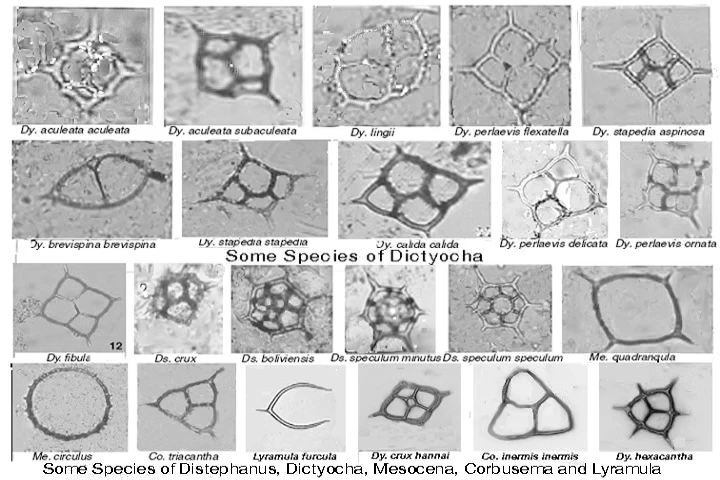 Dy. aculeata aculeata Dy. aculeata subaculeata Dy. lingii Dy. perlaevis flexatella Dy. stapedia aspinosa
Dy. brevispina brevispina Dy. stapedia stapedia Dy. calida calida Dy. perlaevis delicata Dy. perlaevis ornata
Some Species of Dictyocha
12
Dy. fibula Ds. crux Ds. boliviensis Ds. speculum minutus Ds. speculum speculum Me. quadrangula
Me. circulus Co. triacantha Lyramula furcula Dy. crux hannai Co. inermis inermis Dy. hexacantha
Some Species of Distephanus, Dictyocha, Mesocena, Corbusema and Lyramula